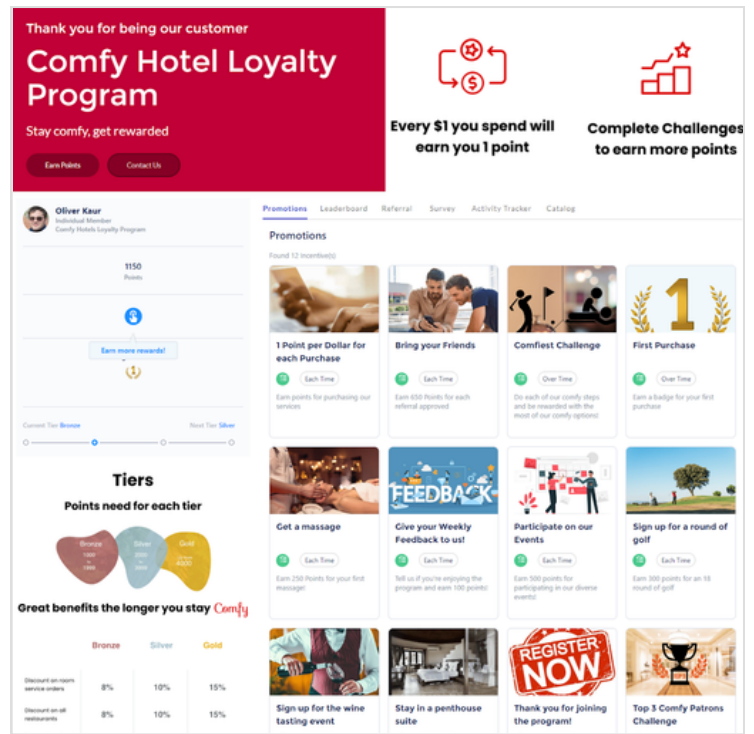 Thank you for being our customer
Comfy Hotel Loyalty
Program
Stay comfy, get rewarded
Earn Points
Contact Us
Every $1 you spend will
earn you 1 point
Complete Challenges
to earn more points
Oliver Kaur
Individual Member
Comfy Hotels Loyalty Program
1150
Points
Earn more rewards!
Current Tier Bronze
Next Tier Silver
Tiers
Points need for each tier
Bronze
1000
to
1999
Silver
2000
to
Gold
Great benefits the longer you stay Comfy
Bronze
Silver
Gold
Discount on room
service orders
8%
10%
15%
Discount on all
restaurants
8%
10%
15%
Promotions
Leaderboard
Referral
Survey
Activity Tracker
Catalog
Promotions
Found 12 Incentive(s)
1 Point per Dollar for
each Purchase
Each Time
Earn points for purchasing our
services
Bring your Friends
Each Time
Earn 650 Points for each
referral approved
Comfiest Challenge
Over Time
Do each of our comfy steps
and be rewarded with the
most of our comfy options!
1
First Purchase
Over Time
Earn a badge for your first
purchase
Get a massage
Each Time
Earn 250 Points for your first
massage!
FEEDBACK
Give your Weekly
Feedback to us!
Each Time
Tell us if you're enjoying the
program and earn 100 points!
Participate on our
Events
Each Time
Earn 500 points for
participating in our diverse
events!
Sign up for a round of
golf
Each Time
Earn 300 points for an 18
round of golf
Sign up for the wine
tasting event
Stay in a penthouse
suite
REGISTER
NOW
Thank you for joining
the program!
Top 3 Comfy Patrons
Challenge